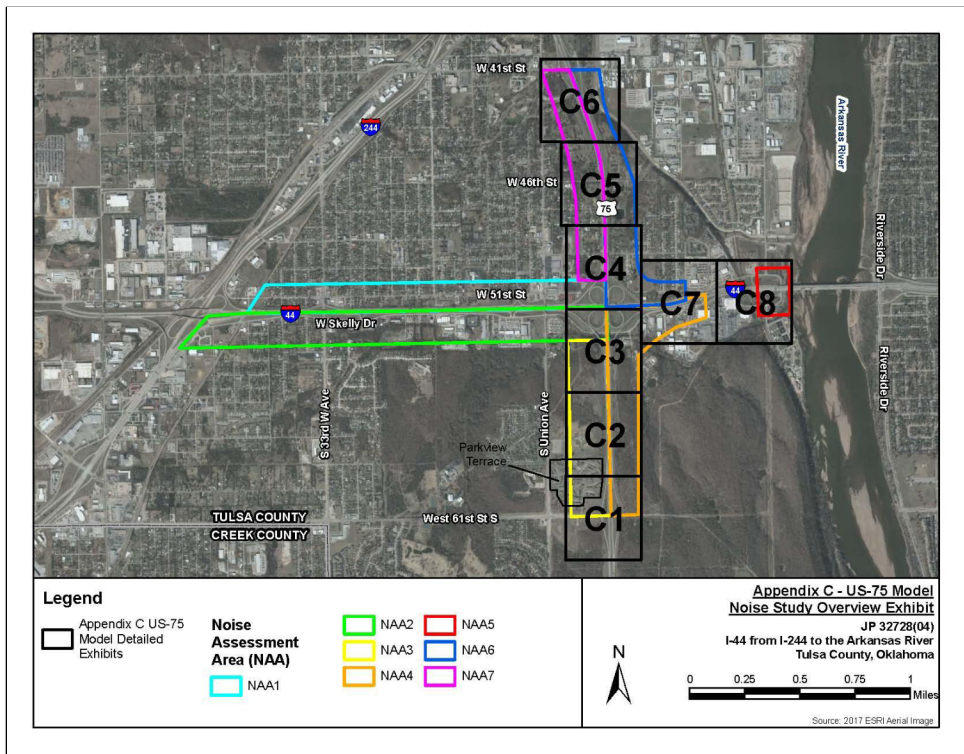 W 41st St
C6
244
Arkansas River
W 46th St
C5
75
Riverside Dr
C4
W 51st St
44
C7
44
C8
W Skelly Dr
C3
S 33rd W Ave
S Union Ave
Riverside Dr
C2
Parkview
Terrace
TULSA COUNTY
CREEK COUNTY
West 61st St S
C1
Legend
Appendix C US-75
Model Detailed
Exhibits
Noise
Assessment
Area (NAA)
NAA1
NAA2
NAA3
NAA4
NAA5
NAA6
NAA7
Appendix C - US-75 Model
Noise Study Overview Exhibit
JP 32728(04)
I-44 from I-244 to the Arkansas River
Tulsa County, Oklahoma
N
0 0.25 0.5 0.75 1
Miles
Source: 2017 ESRI Aerial Image